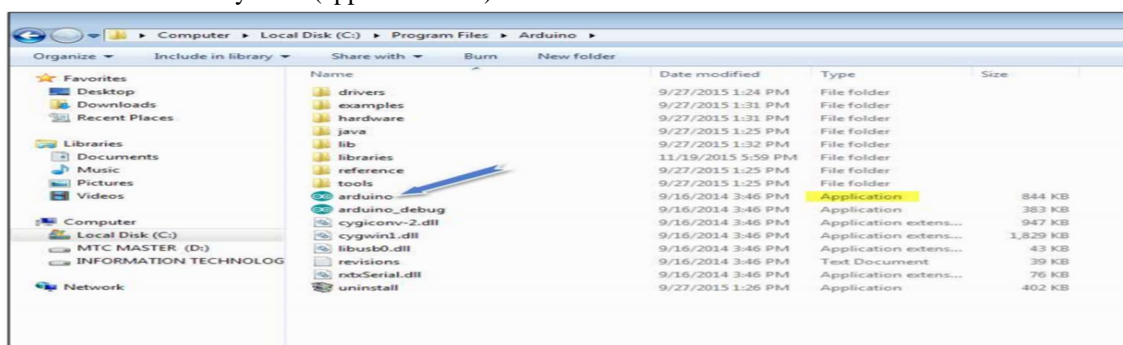 Computer ▸ Local Disk (C:) ▸ Program Files ▸ Arduino ▸
Organize Include in library Share with Burn New folder
Name Date modified Type Size
Favorites
Desktop
Downloads
Recent Places
Libraries
Documents
Music
Pictures
Videos
Computer
Local Disk (C:)
MTC MASTER (D:)
INFORMATION TECHNOLOG
Network
drivers 9/27/2015 1:24 PM File folder
examples 9/27/2015 1:31 PM File folder
hardware 9/27/2015 1:31 PM File folder
java 9/27/2015 1:25 PM File folder
lib 9/27/2015 1:32 PM File folder
libraries 11/19/2015 5:59 PM File folder
reference 9/27/2015 1:25 PM File folder
tools 9/27/2015 1:25 PM File folder
arduino 9/16/2014 3:46 PM Application 844 KB
arduino_debug 9/16/2014 3:46 PM Application 383 KB
cygiconv-2.dll 9/16/2014 3:46 PM Application extens... 947 KB
cygwin1.dll 9/16/2014 3:46 PM Application extens... 1,829 KB
libusb0.dll 9/16/2014 3:46 PM Application extens... 43 KB
revisions 9/16/2014 3:46 PM Text Document 39 KB
rxtxSerial.dll 9/16/2014 3:46 PM Application extens... 76 KB
uninstall 9/27/2015 1:26 PM Application 402 KB